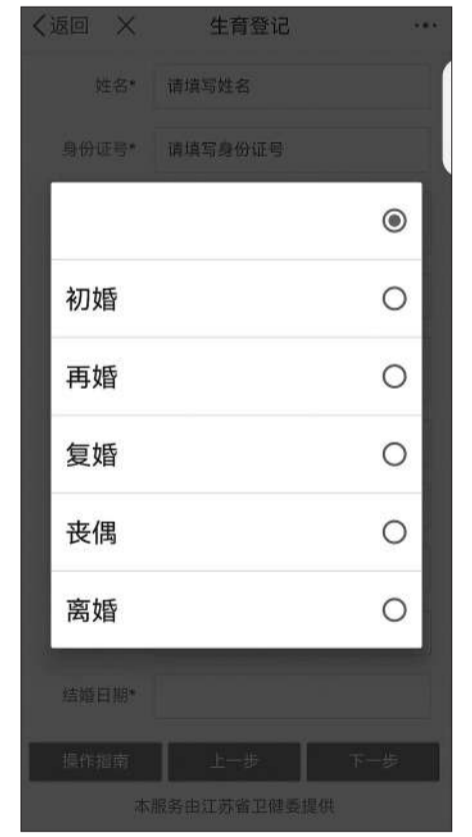 返回 生育登记
姓名* 请填写姓名
身份证号* 请填写身份证号
初婚
再婚
复婚
丧偶
离婚
结婚日期*
操作指南 上一步 下一步
本服务由江苏省卫健委提供